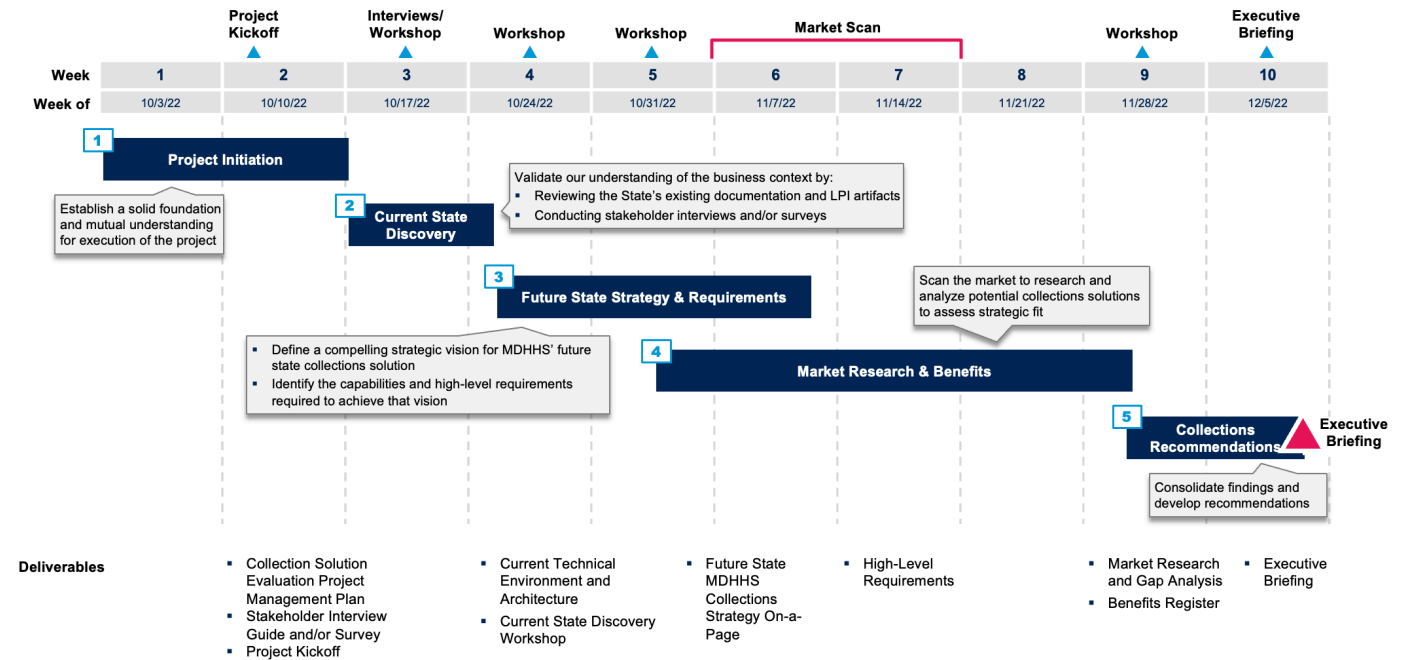 Project
Kickoff
Interviews/
Workshop
Workshop
Workshop
Market Scan
Workshop
Executive
Briefing
Week 1 2 3 4 5 6 7 8 9 10
Week of 10/3/22 10/10/22 10/17/22 10/24/22 10/31/22 11/7/22 11/14/22 11/21/22 11/28/22 12/5/22
1
Project Initiation
Establish a solid foundation
and mutual understanding
for execution of the project
2
Current State
Discovery
Validate our understanding of the business context by:
▪ Reviewing the State’s existing documentation and LPI artifacts
▪ Conducting stakeholder interviews and/or surveys
3
Future State Strategy & Requirements
▪ Define a compelling strategic vision for MDHHS’ future
state collections solution
▪ Identify the capabilities and high-level requirements
required to achieve that vision
Scan the market to research and
analyze potential collections solutions
to assess strategic fit
4
Market Research & Benefits
5
Collections
Recommendations
Executive
Briefing
Consolidate findings and
develop recommendations
Deliverables
▪ Collection Solution
Evaluation Project
Management Plan
▪ Stakeholder Interview
Guide and/or Survey
▪ Project Kickoff
▪ Current Technical
Environment and
Architecture
▪ Current State Discovery
Workshop
▪ Future State
MDHHS
Collections
Strategy On-a-
Page
▪ High-Level
Requirements
▪ Market Research
and Gap Analysis
▪ Benefits Register
▪ Executive
Briefing